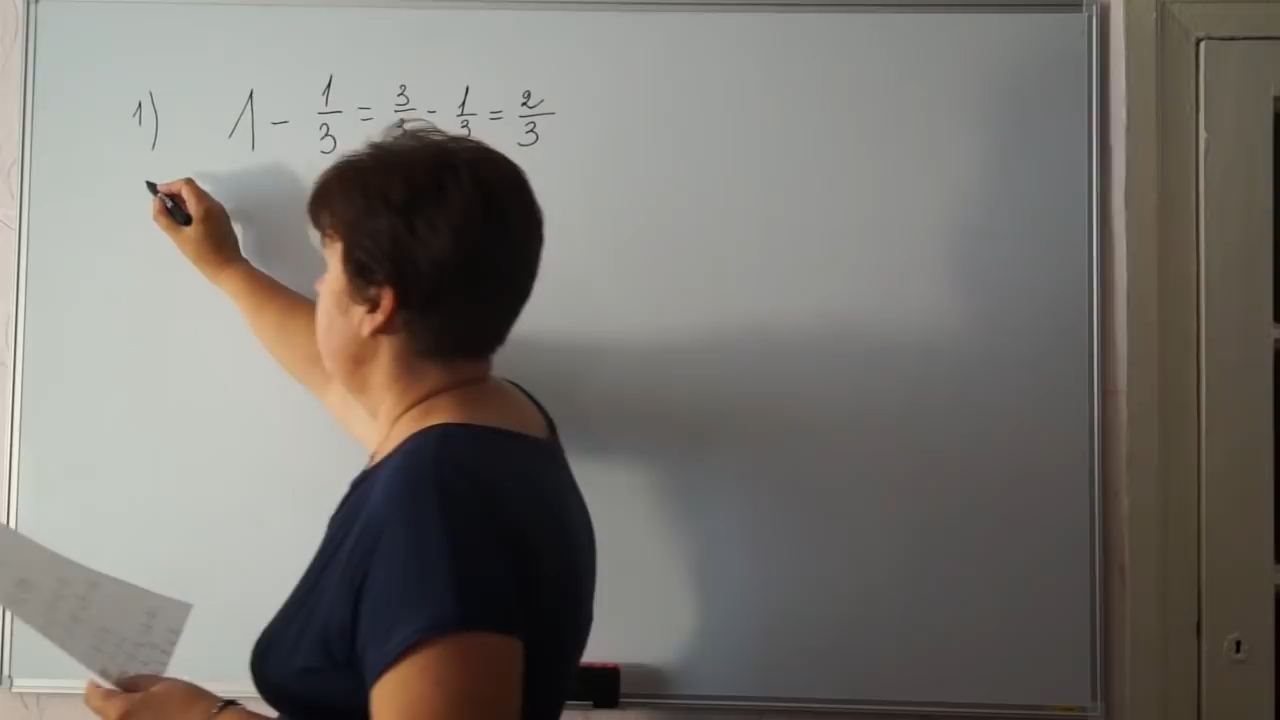 1) 1 - 1/3 = 3/3 - 1/3 = 2/3